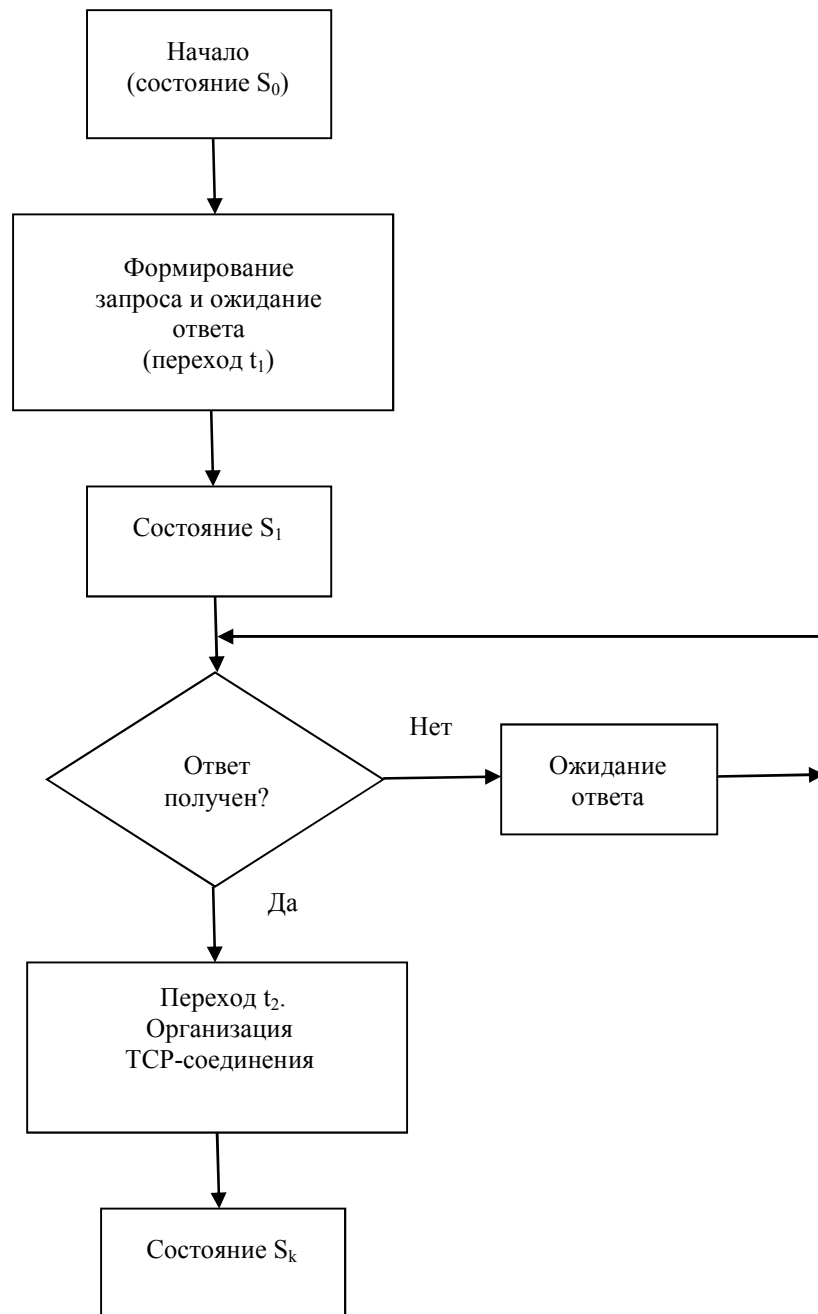 Начало
(состояние S₀)
Формирование
запроса и ожидание
ответа
(переход t₁)
Состояние S₁
Нет
Ответ
получен?
Ожидание
ответа
Да
Переход t₂.
Организация
TCP-соединения
Состояние Sₖ